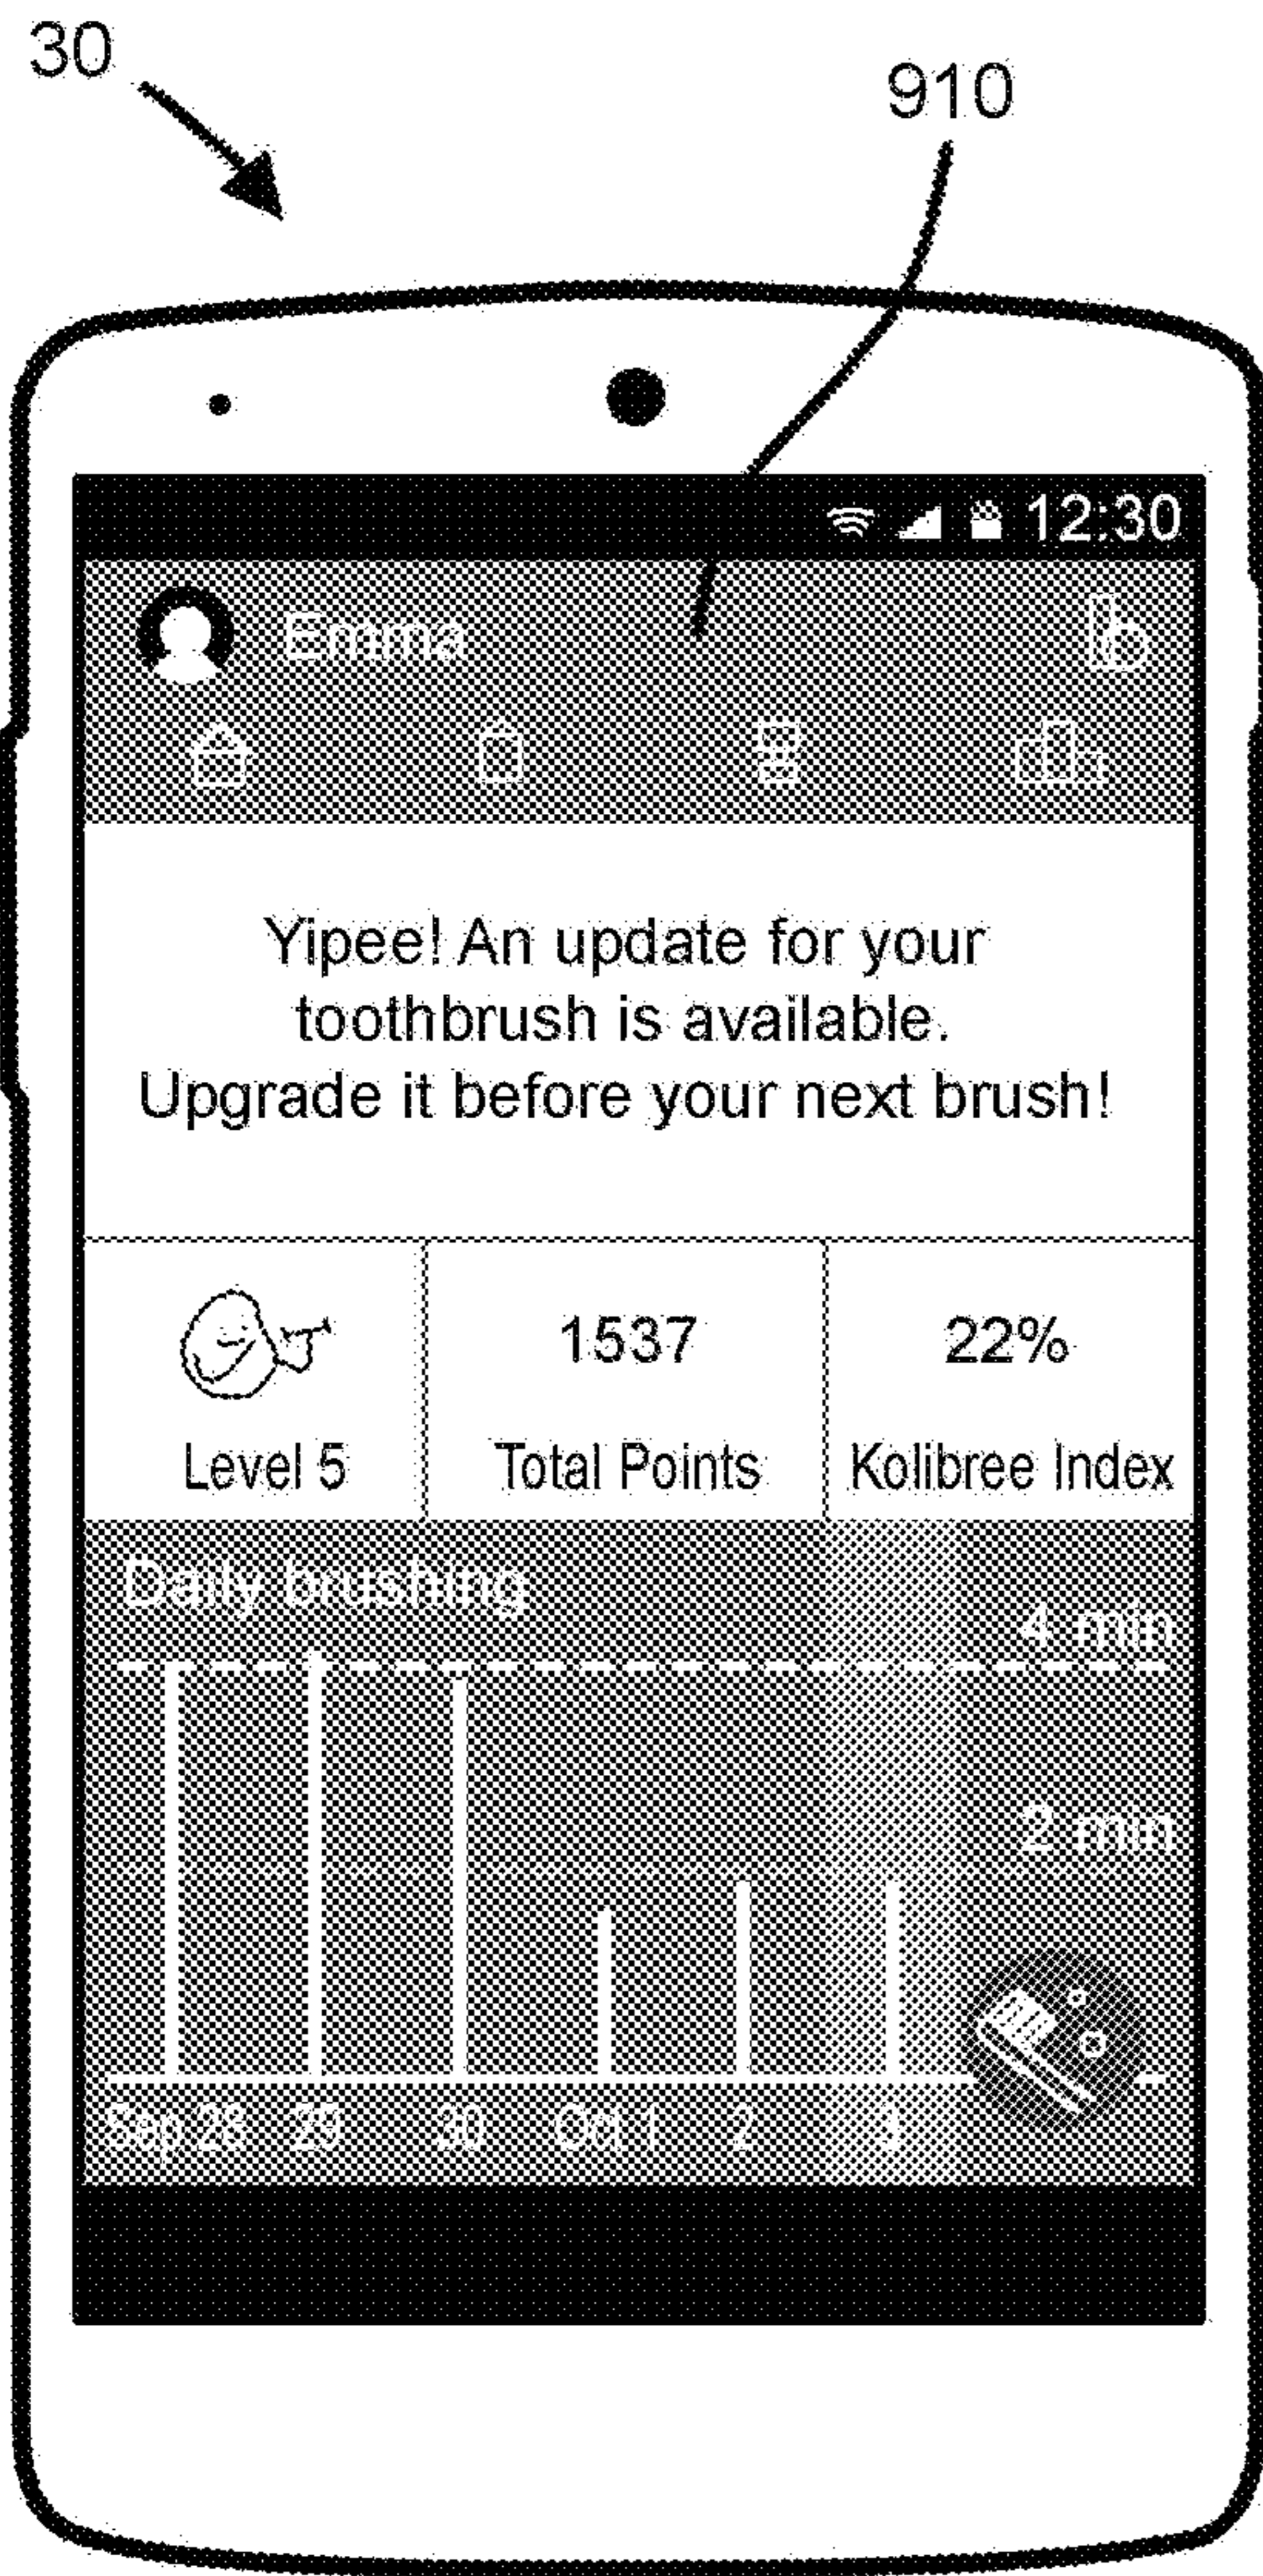 30
910
12:30
Emma
Yipee! An update for your
toothbrush is available.
Upgrade it before your next brush!
1537
22%
Level 5
Total Points
Kolibree Index
Daily brushing
4 min
2 min
Sep 28 29 30 Oct 1 2 3